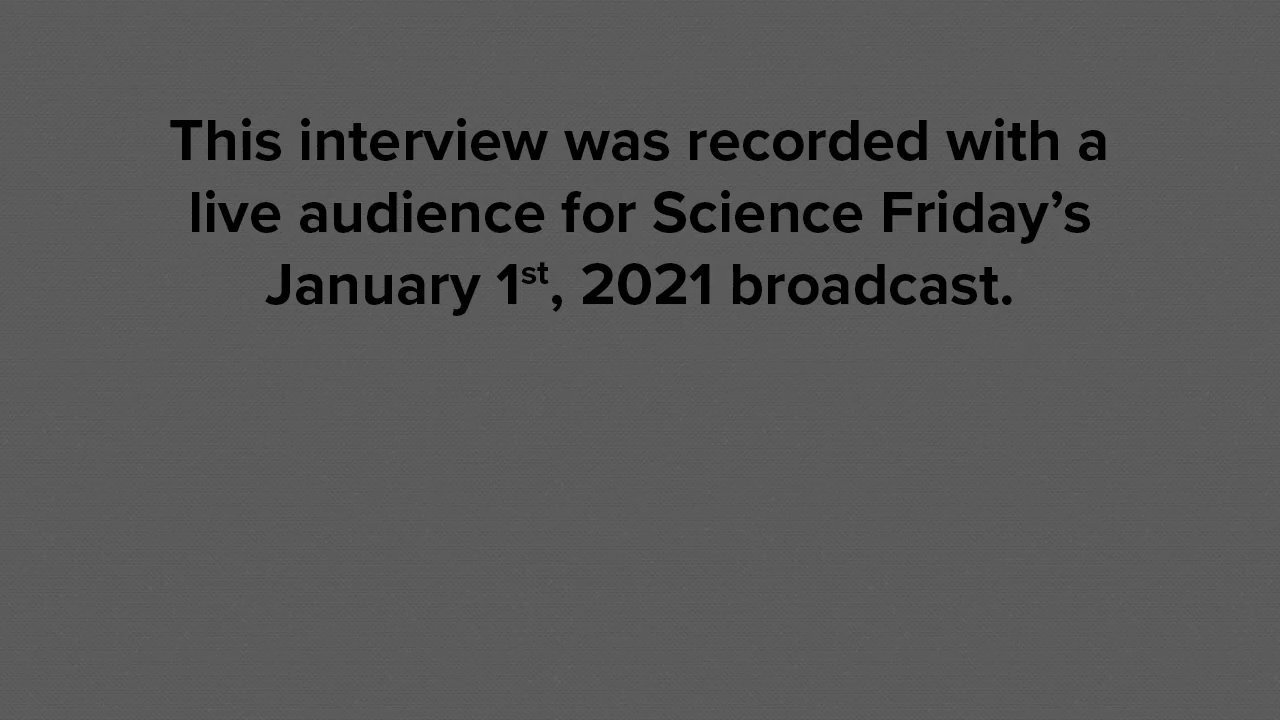 This interview was recorded with a
live audience for Science Friday’s
January 1st, 2021 broadcast.